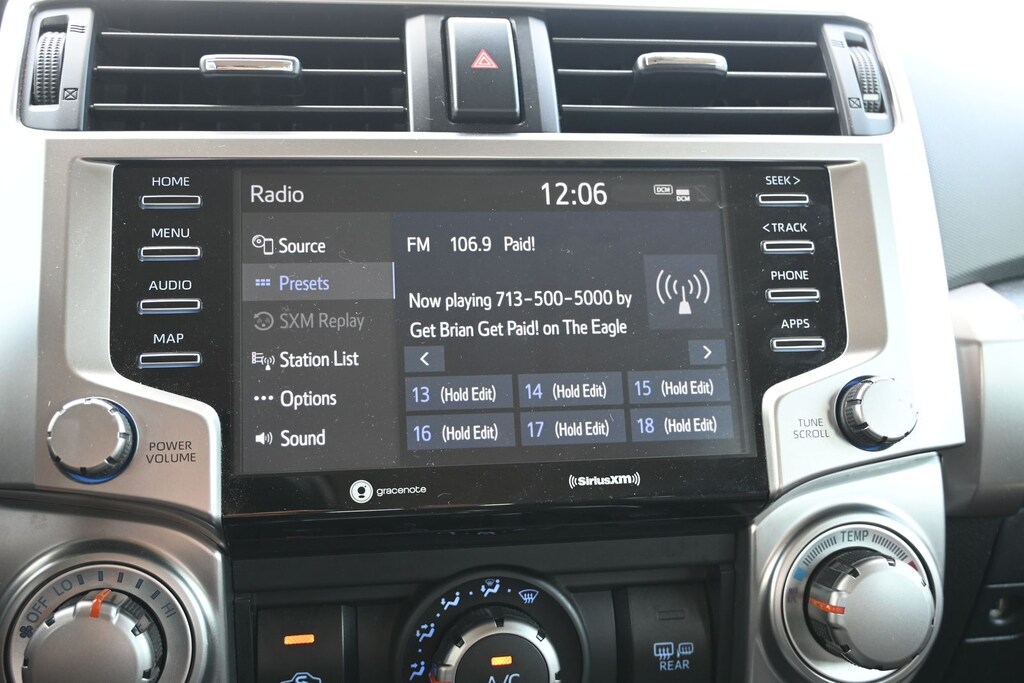 HOME
MENU
AUDIO
MAP
POWER
VOLUME
Radio
12:06
DCM
DCM
Source
Presets
SXM Replay
Station List
Options
Sound
FM 106.9 Paid!
Now playing 713-500-5000 by
Get Brian Get Paid! on The Eagle
<
>
13 (Hold Edit) 14 (Hold Edit) 15 (Hold Edit)
16 (Hold Edit) 17 (Hold Edit) 18 (Hold Edit)
SEEK >
< TRACK
PHONE
APPS
TUNE
SCROLL
gracenote
((SiriusXM))
OFF LO HI
A/C
REAR
TEMP